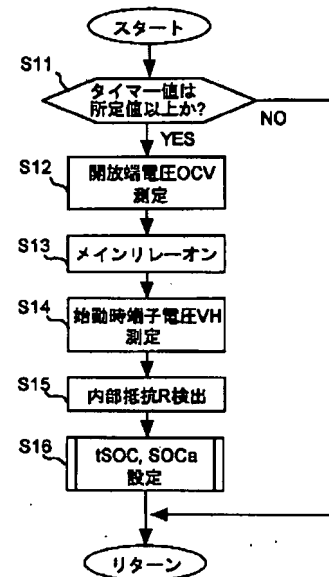 スタート
S11
タイマー値は
所定値以上か?
NO
YES
S12
開放端電圧OCV
測定
S13
メインリレーオン
S14
始動時端子電圧VH
測定
S15
内部抵抗R検出
S16
tSOC, SOCa
設定
リターン